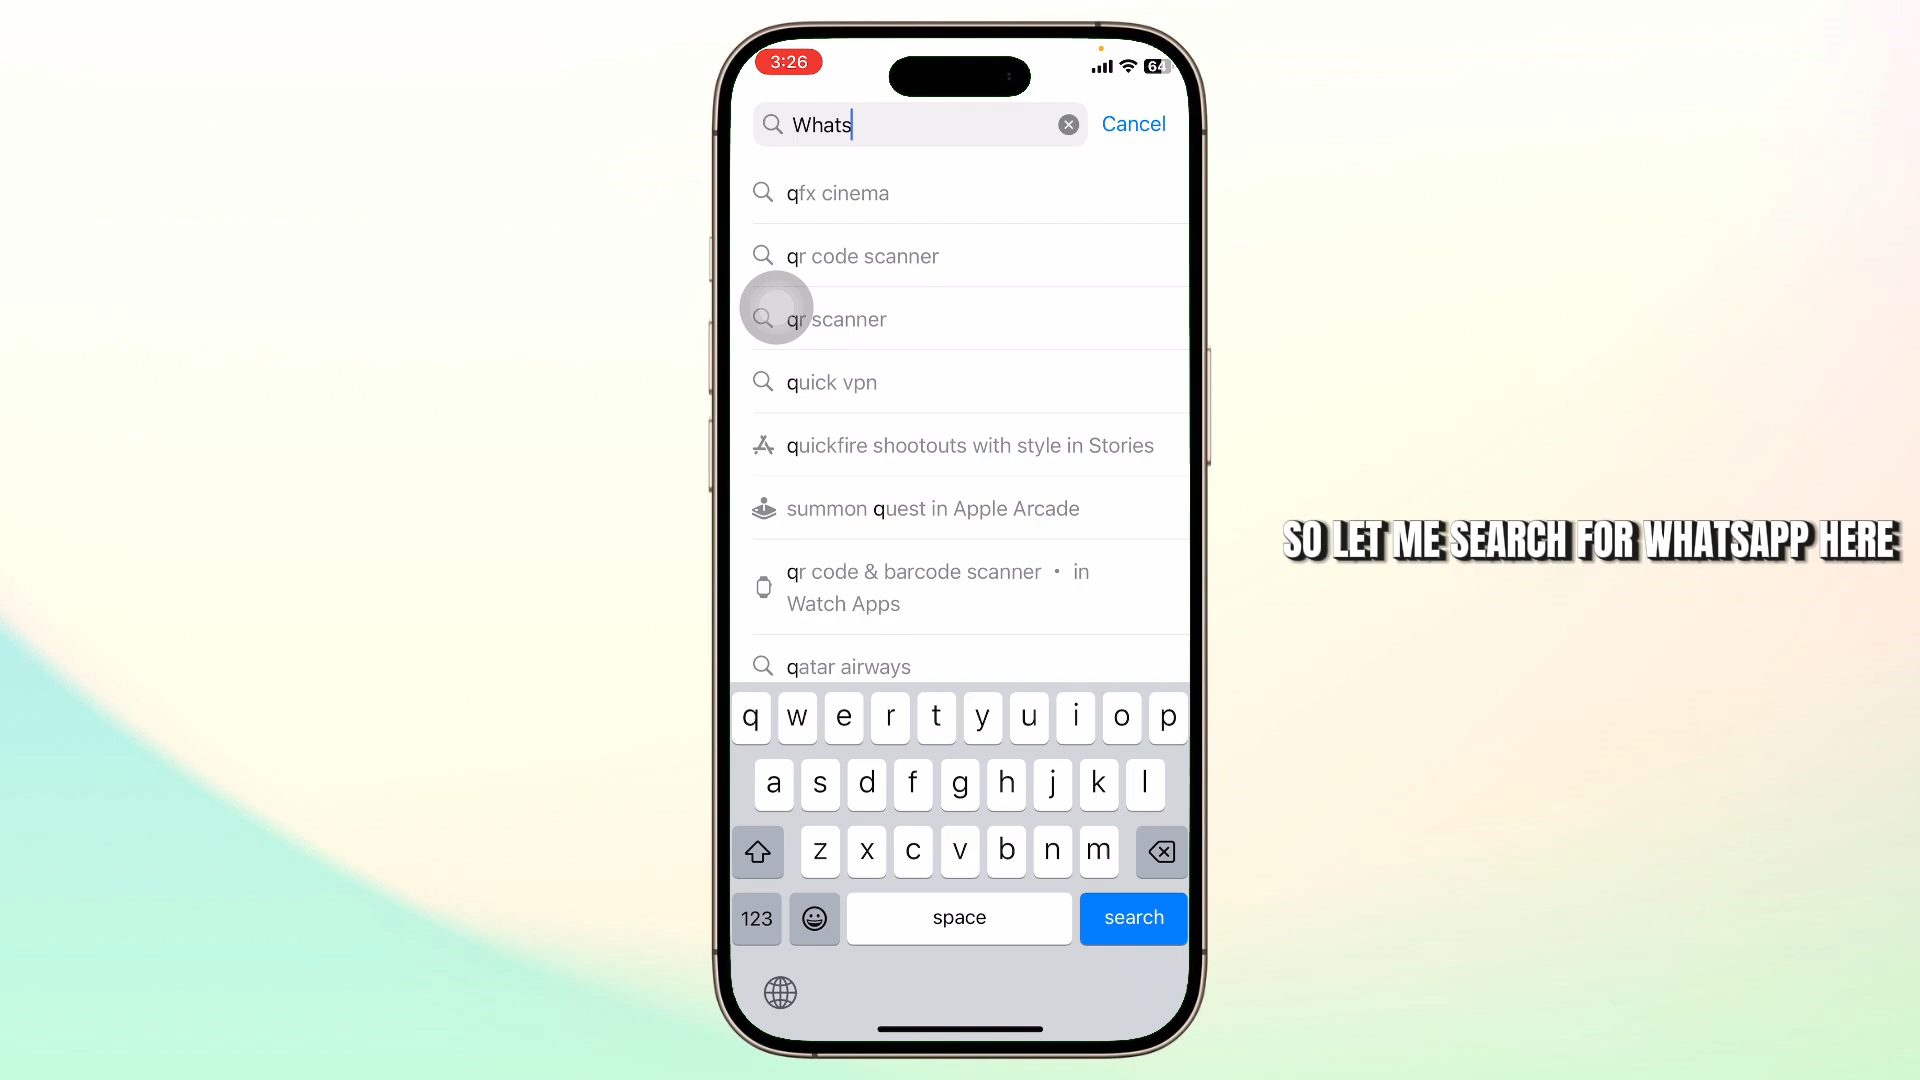 3:26
64
Whats
Cancel
qfx cinema
qr code scanner
qr scanner
quick vpn
quickfire shootouts with style in Stories
summon quest in Apple Arcade
qr code & barcode scanner • in
Watch Apps
qatar airways
q w e r t y u i o p
a s d f g h j k l
z x c v b n m
123 space search
SO LET ME SEARCH FOR WHATSAPP HERE